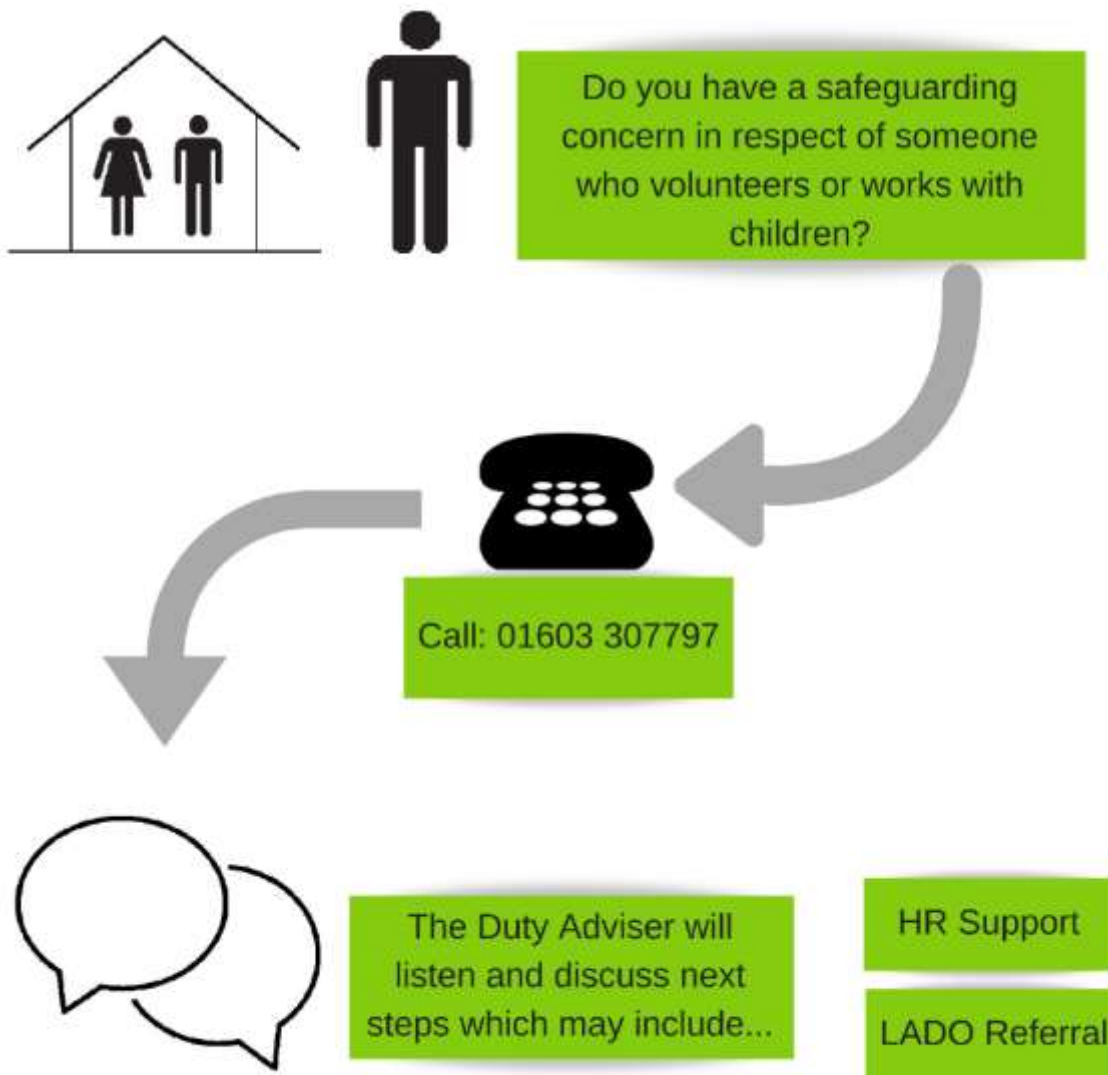 Do you have a safeguarding
concern in respect of someone
who volunteers or works with
children?
Call: 01603 307797
The Duty Adviser will
listen and discuss next
steps which may include...
HR Support
LADO Referral